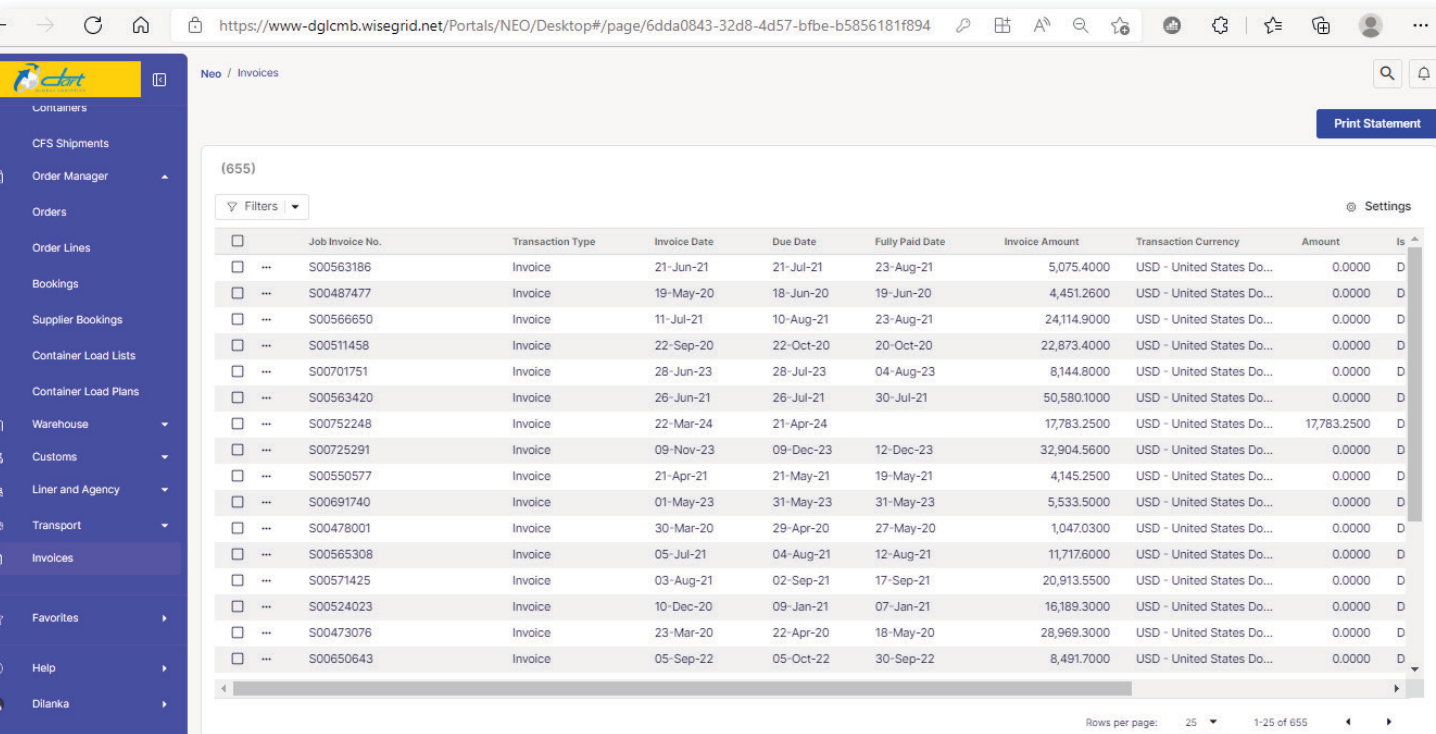 https://www-dglcmb.wisegrid.net/Portals/NEO/Desktop#/page/6dda0843-32d8-4d57-bfbe-b5856181f894
dart
Neo / Invoices
Containers
CFS Shipments
Order Manager
Orders
Order Lines
Bookings
Supplier Bookings
Container Load Lists
Container Load Plans
Warehouse
Customs
Liner and Agency
Transport
Invoices
Favorites
Help
Dilanka
Print Statement
(655)
Filters
Settings
Job Invoice No. Transaction Type Invoice Date Due Date Fully Paid Date Invoice Amount Transaction Currency Amount Is
S00563186 Invoice 21-Jun-21 21-Jul-21 23-Aug-21 5,075.4000 USD - United States Do... 0.0000 D
S00487477 Invoice 19-May-20 18-Jun-20 19-Jun-20 4,451.2600 USD - United States Do... 0.0000 D
S00566650 Invoice 11-Jul-21 10-Aug-21 23-Aug-21 24,114.9000 USD - United States Do... 0.0000 D
S00511458 Invoice 22-Sep-20 22-Oct-20 20-Oct-20 22,873.4000 USD - United States Do... 0.0000 D
S00701751 Invoice 28-Jun-23 28-Jul-23 04-Aug-23 8,144.8000 USD - United States Do... 0.0000 D
S00563420 Invoice 26-Jun-21 26-Jul-21 30-Jul-21 50,580.1000 USD - United States Do... 0.0000 D
S00752248 Invoice 22-Mar-24 21-Apr-24 17,783.2500 USD - United States Do... 17,783.2500 D
S00725291 Invoice 09-Nov-23 09-Dec-23 12-Dec-23 32,904.5600 USD - United States Do... 0.0000 D
S00550577 Invoice 21-Apr-21 21-May-21 19-May-21 4,145.2500 USD - United States Do... 0.0000 D
S00691740 Invoice 01-May-23 31-May-23 31-May-23 5,533.5000 USD - United States Do... 0.0000 D
S00478001 Invoice 30-Mar-20 29-Apr-20 27-May-20 1,047.0300 USD - United States Do... 0.0000 D
S00565308 Invoice 05-Jul-21 04-Aug-21 12-Aug-21 11,717.6000 USD - United States Do... 0.0000 D
S00571425 Invoice 03-Aug-21 02-Sep-21 17-Sep-21 20,913.5500 USD - United States Do... 0.0000 D
S00524023 Invoice 10-Dec-20 09-Jan-21 07-Jan-21 16,189.3000 USD - United States Do... 0.0000 D
S00473076 Invoice 23-Mar-20 22-Apr-20 18-May-20 28,969.3000 USD - United States Do... 0.0000 D
S00650643 Invoice 05-Sep-22 05-Oct-22 30-Sep-22 8,491.7000 USD - United States Do... 0.0000 D
Rows per page: 25 1-25 of 655